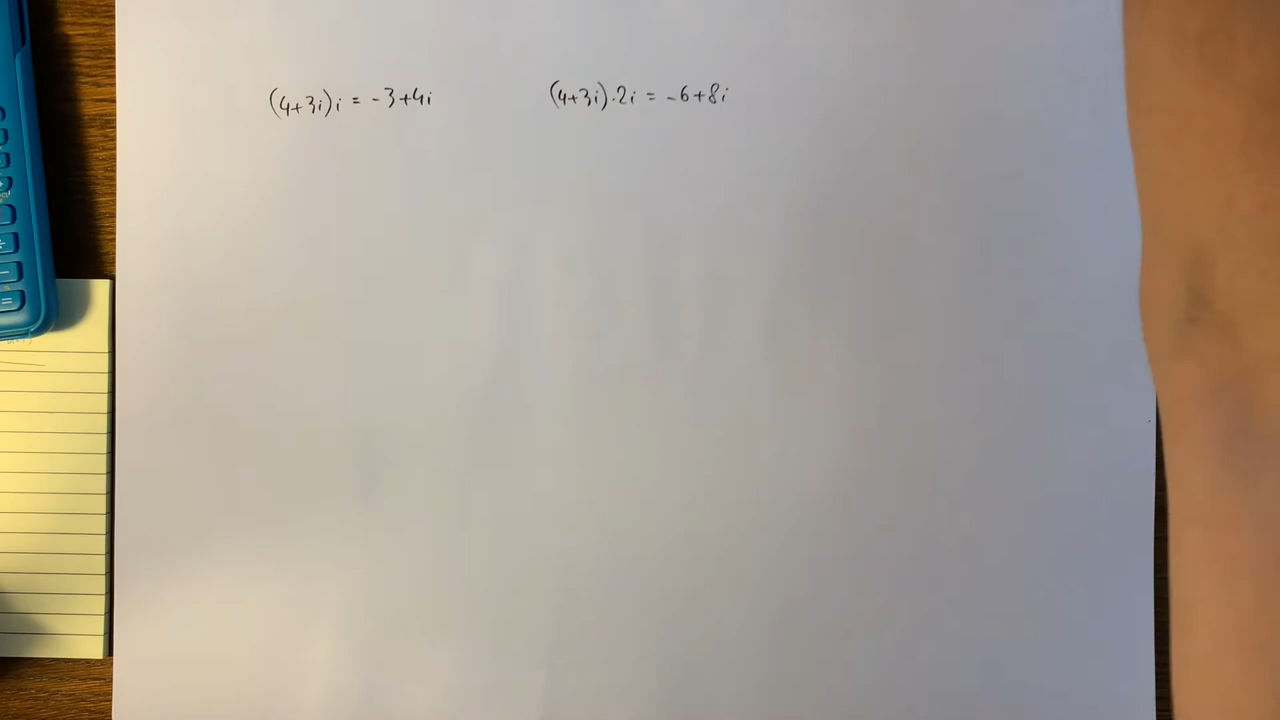 (4+3i)i = -3+4i
(4+3i)·2i = -6+8i